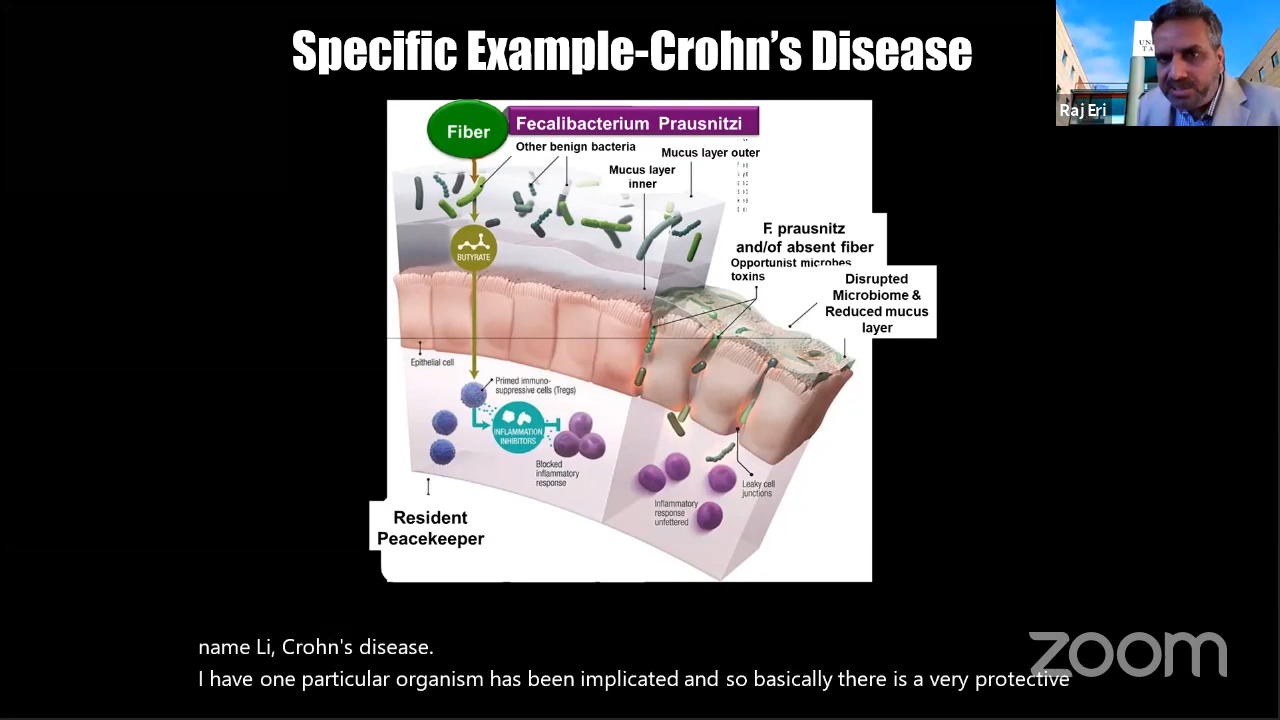 Specific Example-Crohn's Disease
Raj Eri
Fiber
Fecalibacterium Prausnitzi
Other benign bacteria
Mucus layer outer
Mucus layer
inner
BUTYRATE
F. prausnitz
and/of absent fiber
Opportunist microbes
toxins
Disrupted
Microbiome &
Reduced mucus
layer
Epithelial cell
Primed immuno-
suppressive cells (Tregs)
INFLAMMATION
INHIBITORS
Blocked
inflammatory
response
Inflammatory
response
unfettered
Leaky cell
junctions
Resident
Peacekeeper
name Li, Crohn's disease.
I have one particular organism has been implicated and so basically there is a very protective
zoom